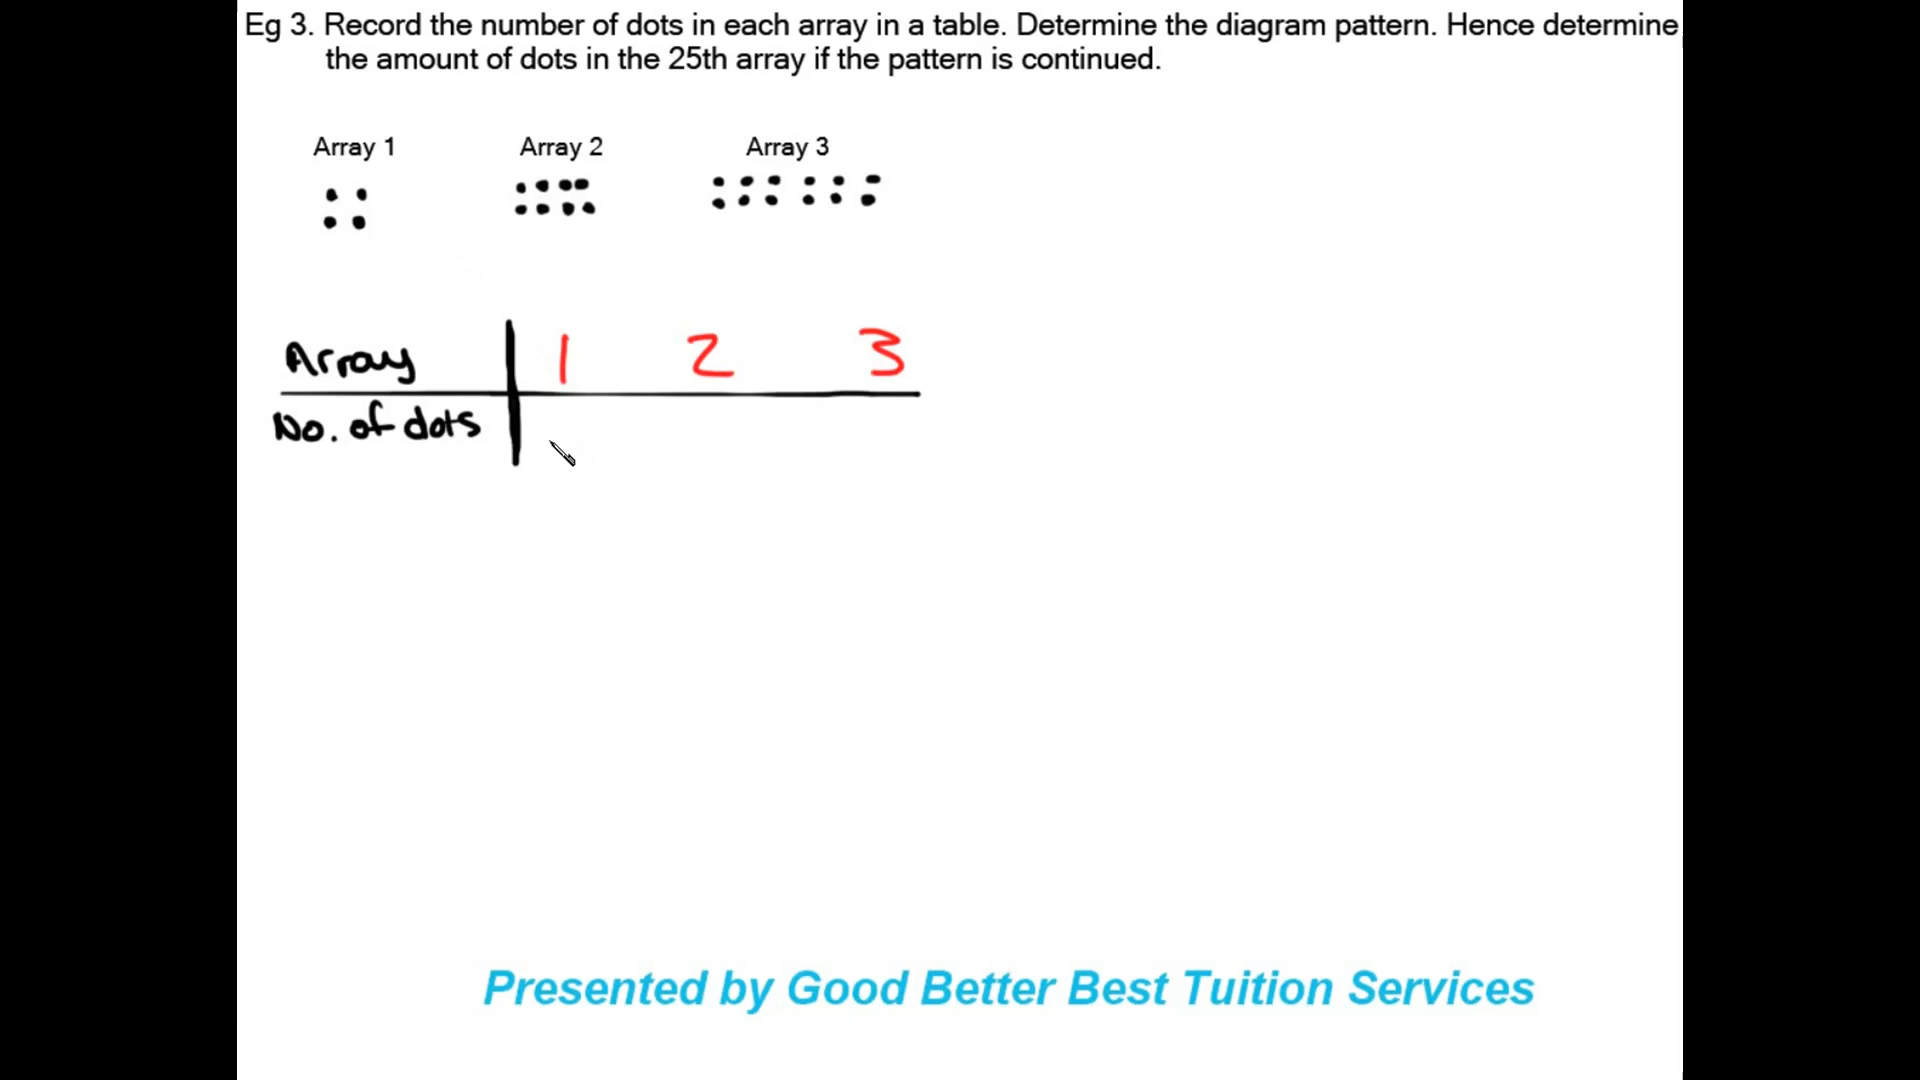 Eg 3. Record the number of dots in each array in a table. Determine the diagram pattern. Hence determine
the amount of dots in the 25th array if the pattern is continued.
Array 1 Array 2 Array 3
Array 1 2 3
No. of dots
Presented by Good Better Best Tuition Services